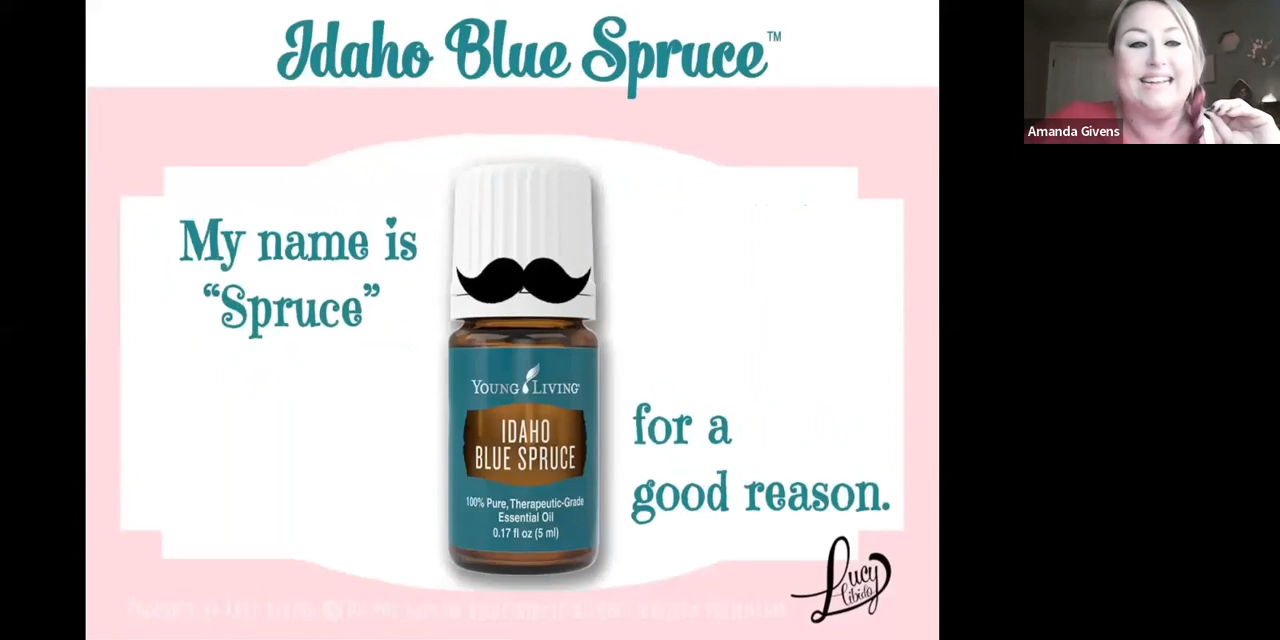 Idaho Blue Spruce™
Amanda Givens
My name is
“Spruce”
YOUNG LIVING
IDAHO
BLUE SPRUCE
100% Pure, Therapeutic-Grade
Essential Oil
0.17 fl oz (5 ml)
for a
good reason.
Lucy
Libido